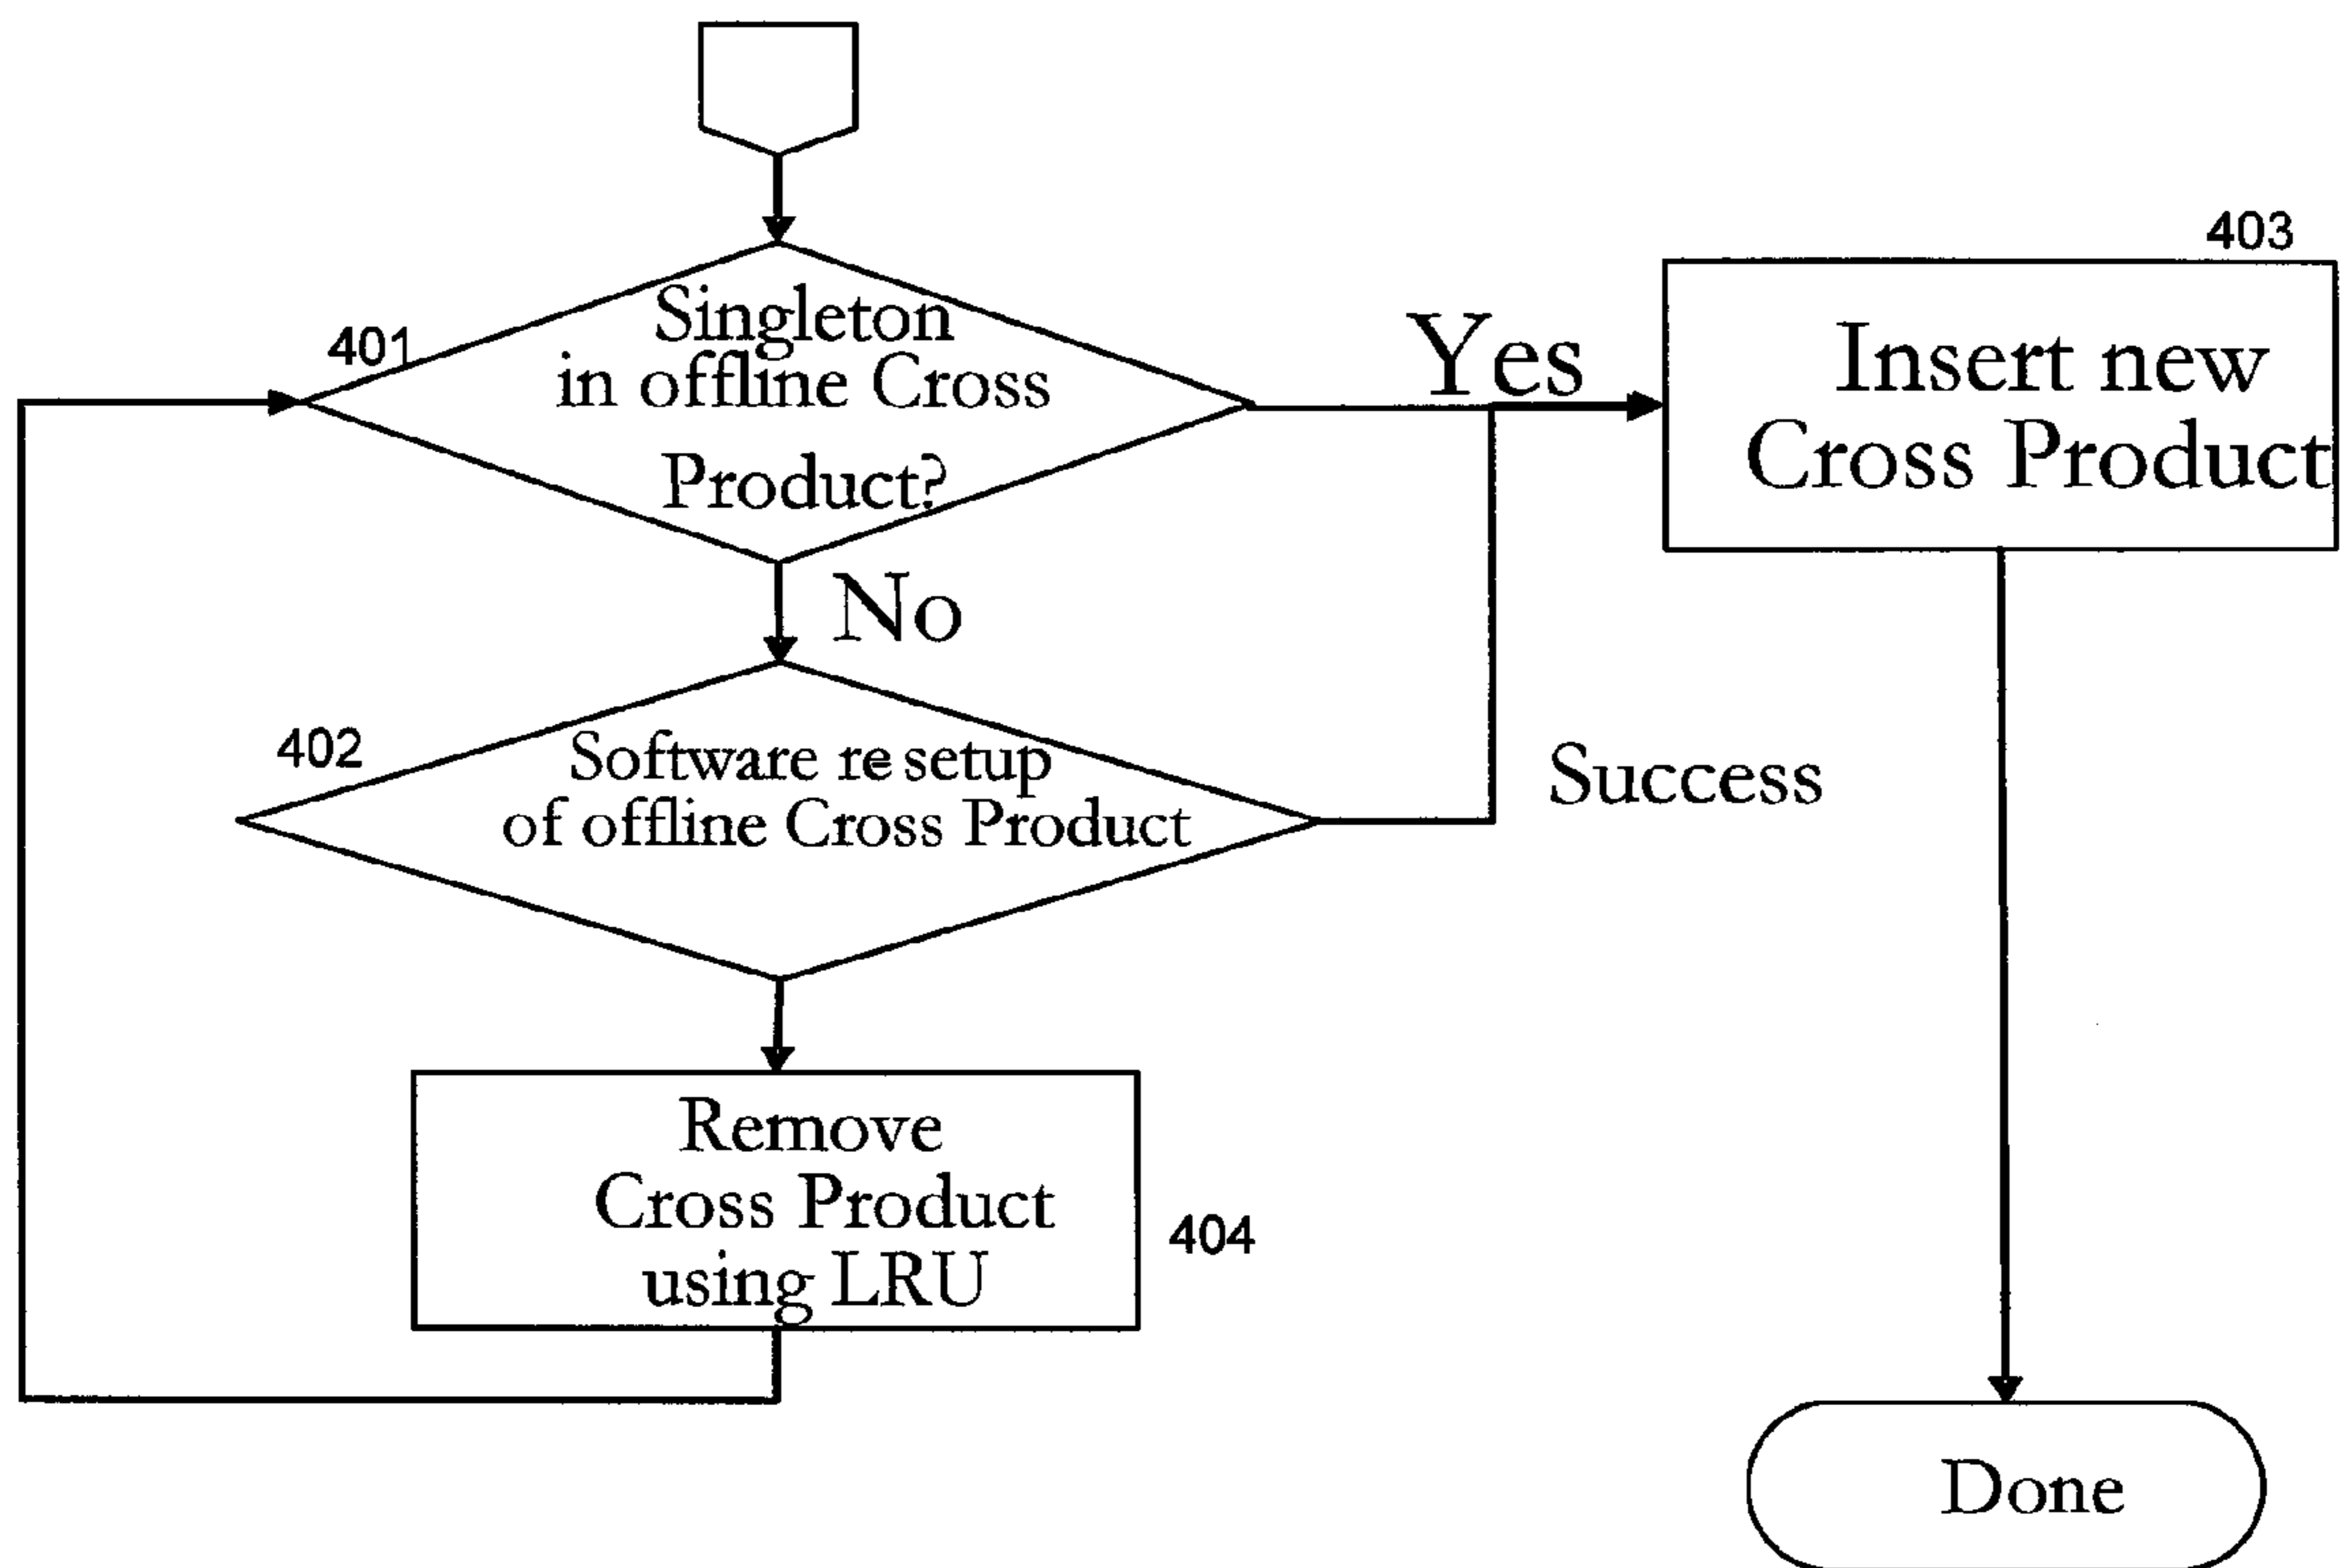 403
401
Singleton
in offline Cross
Product?
Yes
Insert new
Cross Product
No
402
Software re setup
of offline Cross Product
Success
Remove
Cross Product
using LRU
404
Done